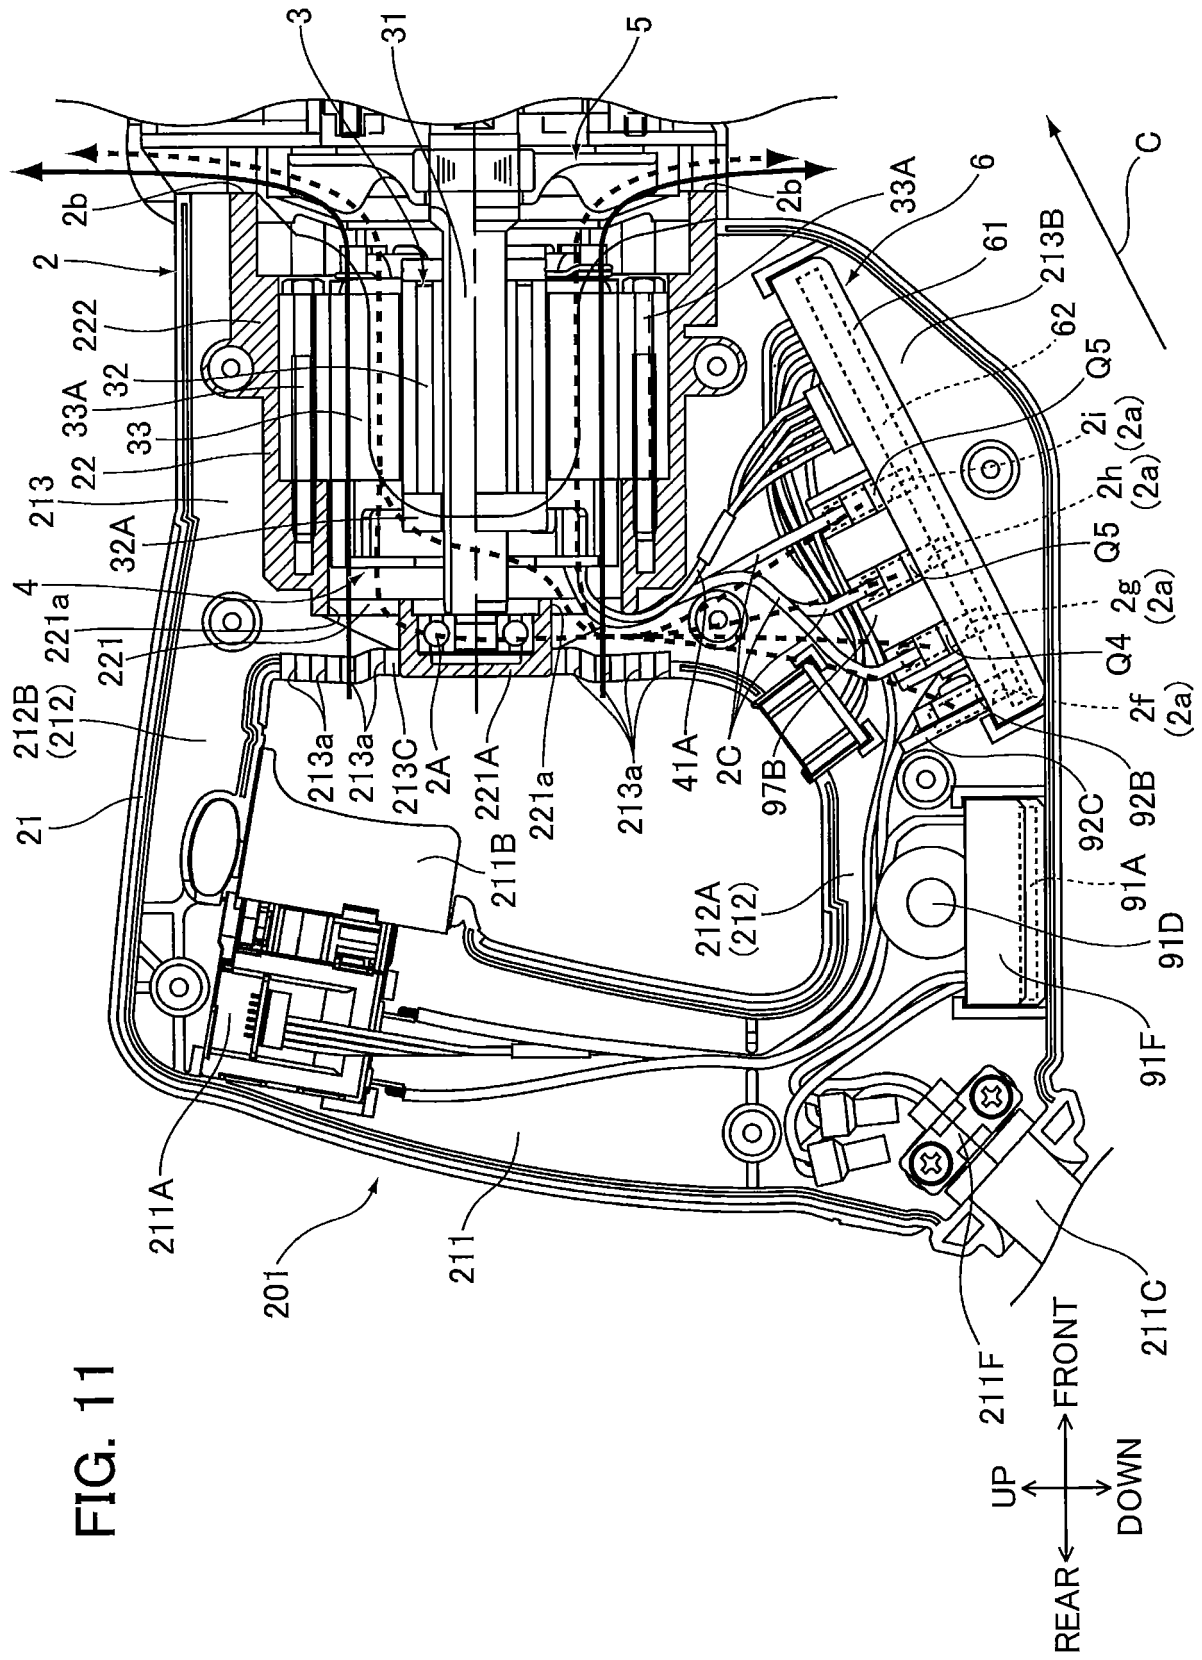 FIG. 11
201
211A
211
211B
21
212B
(212)
221
221a
4
32A
213
22
33
32
33A
222
2
2b
3
31
5
213a
213a
213C
2A
221A
221a
213a
41A
2C
97B
212A
(212)
2b
33A
6
C
61
213B
62
Q5
2i
(2a)
2h
(2a)
Q5
2g
(2a)
Q4
2f
(2a)
92B
92C
91A
91D
91F
211C
211F
UP
REAR
FRONT
DOWN